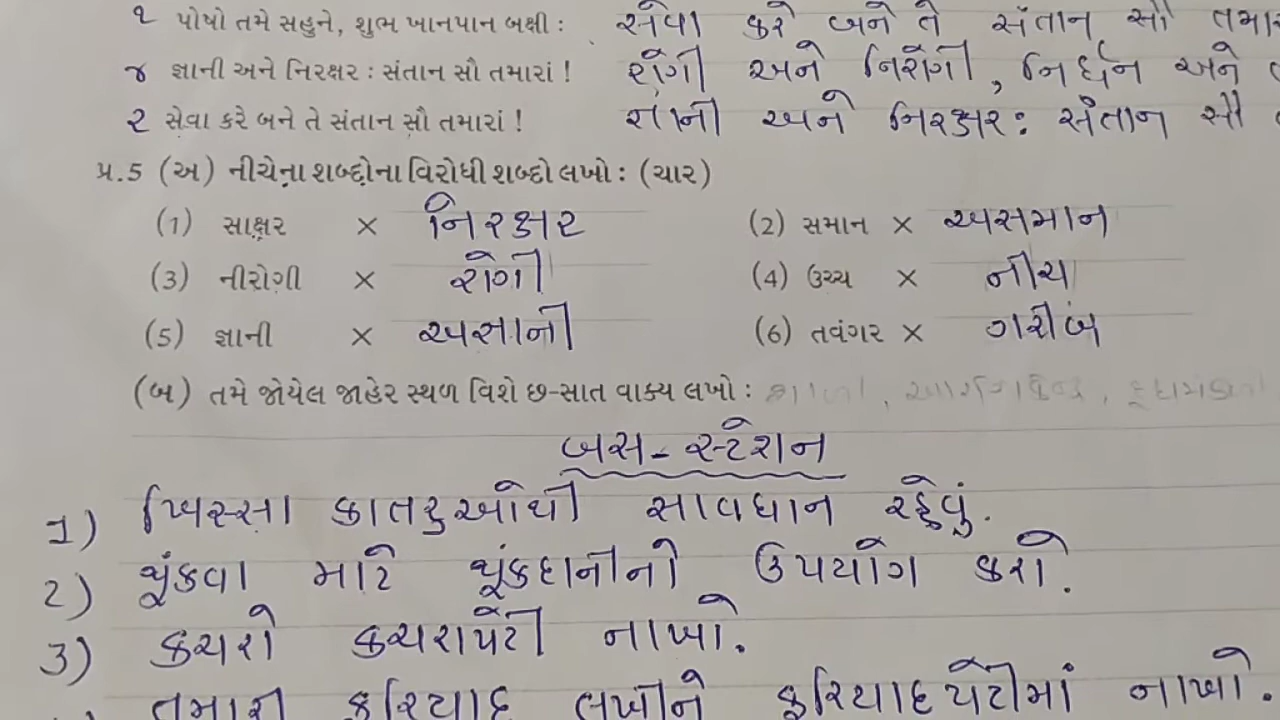 ૧ પોષો તમે સહુને, શુભ ખાનપાન બક્ષી : સેવા કરે બને તે સંતાન સૌ
૪ જ્ઞાની અને નિરક્ષર : સંતાન સૌ તમારાં ! રોગી અને નિરોગી, નિર્ધન અને
૨ સેવા કરે બને તે સંતાન સૌ તમારાં ! જ્ઞાની અને નિરક્ષર : સંતાન સૌ
પ્ર.5 (અ) નીચેના શબ્દોના વિરોધી શબ્દો લખો : (ચાર)
(1) સાક્ષર × નિરક્ષર (2) સમાન × અસમાન
(3) નીરોગી × રોગી (4) ઉચ્ચ × નીચ
(5) જ્ઞાની × અજ્ઞાની (6) તવંગર × ગરીબ
(બ) તમે જોયેલ જાહેર સ્થળ વિશે છ-સાત વાક્ય લખો :
બસ - સ્ટેશન
1) ખિસ્સા કાતરુઓથી સાવધાન રહેવું.
2) થૂંકવા માટે થૂંકદાનીનો ઉપયોગ કરો.
3) કચરો કચરાપેટી નાખો.
તમારી ફરિયાદ લખીને ફરિયાદ પેટીમાં નાખો.